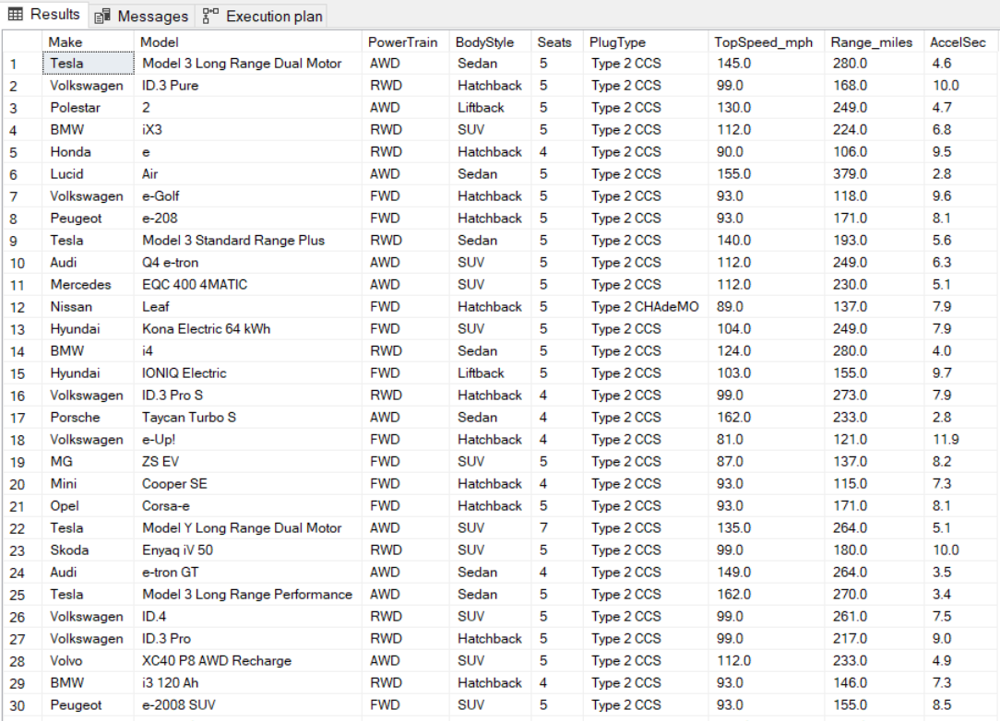 Results Messages Execution plan
Make Model PowerTrain BodyStyle Seats PlugType TopSpeed_mph Range_miles AccelSec
1 Tesla Model 3 Long Range Dual Motor AWD Sedan 5 Type 2 CCS 145.0 280.0 4.6
2 Volkswagen ID.3 Pure RWD Hatchback 5 Type 2 CCS 99.0 168.0 10.0
3 Polestar 2 AWD Liftback 5 Type 2 CCS 130.0 249.0 4.7
4 BMW iX3 RWD SUV 5 Type 2 CCS 112.0 224.0 6.8
5 Honda e RWD Hatchback 4 Type 2 CCS 90.0 106.0 9.5
6 Lucid Air AWD Sedan 5 Type 2 CCS 155.0 379.0 2.8
7 Volkswagen e-Golf FWD Hatchback 5 Type 2 CCS 93.0 118.0 9.6
8 Peugeot e-208 FWD Hatchback 5 Type 2 CCS 93.0 171.0 8.1
9 Tesla Model 3 Standard Range Plus RWD Sedan 5 Type 2 CCS 140.0 193.0 5.6
10 Audi Q4 e-tron AWD SUV 5 Type 2 CCS 112.0 249.0 6.3
11 Mercedes EQC 400 4MATIC AWD SUV 5 Type 2 CCS 112.0 230.0 5.1
12 Nissan Leaf FWD Hatchback 5 Type 2 CHAdeMO 89.0 137.0 7.9
13 Hyundai Kona Electric 64 kWh FWD SUV 5 Type 2 CCS 104.0 249.0 7.9
14 BMW i4 RWD Sedan 5 Type 2 CCS 124.0 280.0 4.0
15 Hyundai IONIQ Electric FWD Liftback 5 Type 2 CCS 103.0 155.0 9.7
16 Volkswagen ID.3 Pro S RWD Hatchback 4 Type 2 CCS 99.0 273.0 7.9
17 Porsche Taycan Turbo S AWD Sedan 4 Type 2 CCS 162.0 233.0 2.8
18 Volkswagen e-Up! FWD Hatchback 4 Type 2 CCS 81.0 121.0 11.9
19 MG ZS EV FWD SUV 5 Type 2 CCS 87.0 137.0 8.2
20 Mini Cooper SE FWD Hatchback 4 Type 2 CCS 93.0 115.0 7.3
21 Opel Corsa-e FWD Hatchback 5 Type 2 CCS 93.0 171.0 8.1
22 Tesla Model Y Long Range Dual Motor AWD SUV 7 Type 2 CCS 135.0 264.0 5.1
23 Skoda Enyaq iV 50 RWD SUV 5 Type 2 CCS 99.0 180.0 10.0
24 Audi e-tron GT AWD Sedan 4 Type 2 CCS 149.0 264.0 3.5
25 Tesla Model 3 Long Range Performance AWD Sedan 5 Type 2 CCS 162.0 270.0 3.4
26 Volkswagen ID.4 RWD SUV 5 Type 2 CCS 99.0 261.0 7.5
27 Volkswagen ID.3 Pro RWD Hatchback 5 Type 2 CCS 99.0 217.0 9.0
28 Volvo XC40 P8 AWD Recharge AWD SUV 5 Type 2 CCS 112.0 233.0 4.9
29 BMW i3 120 Ah RWD Hatchback 4 Type 2 CCS 93.0 146.0 7.3
30 Peugeot e-2008 SUV FWD SUV 5 Type 2 CCS 93.0 155.0 8.5